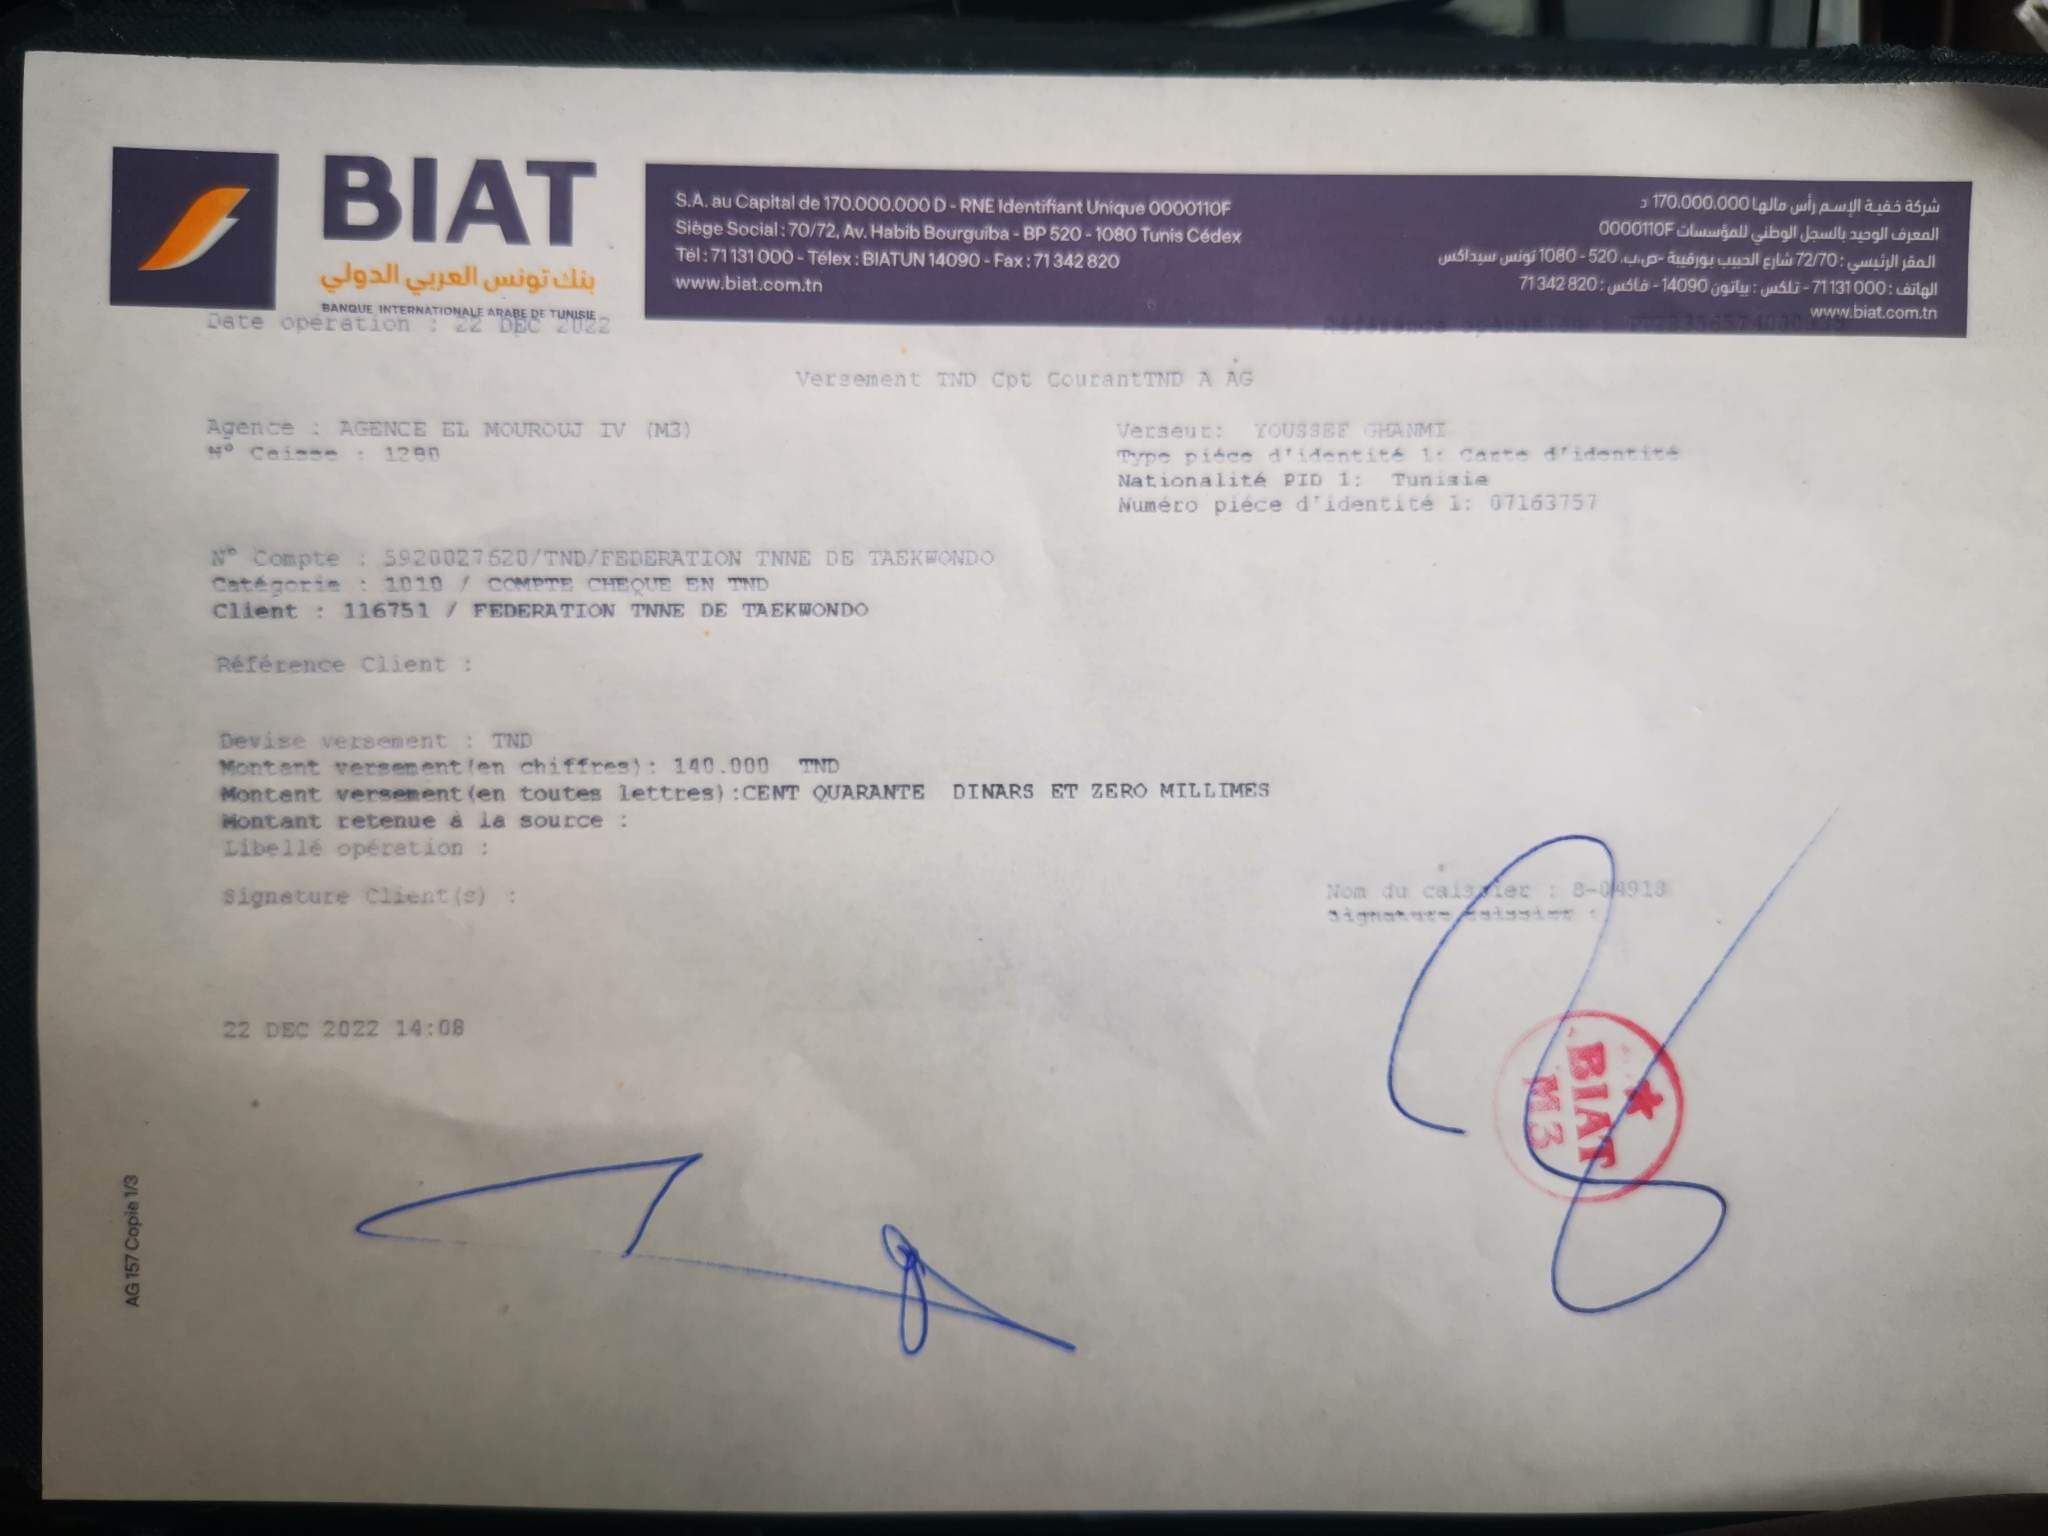 BIAT
بنك تونس العربي الدولي
BANQUE INTERNATIONALE ARABE DE TUNISIE
S.A. au Capital de 170.000.000 D - RNE Identifiant Unique 0000110F
Siège Social : 70/72, Av. Habib Bourguiba - BP 520 - 1080 Tunis Cédex
Tél : 71 131 000 - Télex : BIATUN 14090 - Fax : 71 342 820
www.biat.com.tn
شركة خفية الإسم رأس مالها 170.000.000 د
المعرف الوحيد بالسجل الوطني للمؤسسات 0000110F
المقر الرئيسي : 72/70 شارع الحبيب بورقيبة -ص.ب. 520 - 1080 تونس سيداكس
الهاتف : 71 131 000 - تلكس : بياتون 14090 - فاكس : 71 342 820
www.biat.com.tn
Date opération : 22 DEC 2022
Versement TND Cpt CourantTND A AG
Agence : AGENCE EL MOUROUJ IV (M3)
N° Caisse : 1280
Verseur: YOUSSEF GHANMI
Type piéce d'identité 1: Carte d'identité
Nationalité PID 1: Tunisie
Numéro piéce d'identité 1: 07163757
N° Compte : 5920027620/TND/FEDERATION TNNE DE TAEKWONDO
Catégorie : 1010 / COMPTE CHEQUE EN TND
Client : 116751 / FEDERATION TNNE DE TAEKWONDO
Référence Client :
Devise versement : TND
Montant versement(en chiffres): 140.000 TND
Montant versement(en toutes lettres):CENT QUARANTE DINARS ET ZERO MILLIMES
Montant retenue à la source :
Libellé opération :
Signature Client(s) :
Nom du caissier :
Signature caissier :
22 DEC 2022 14:08
BIAT
M3
AG 157 Copie 1/3